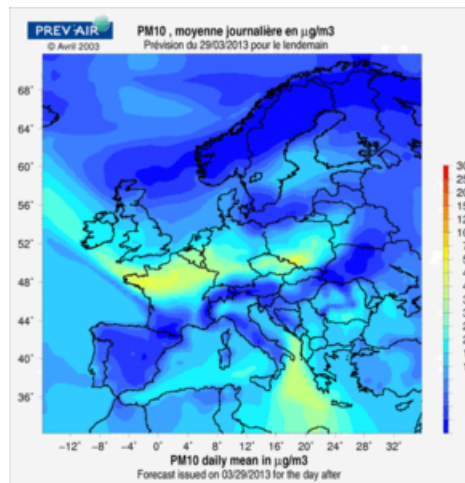 PREV'AIR
© Avril 2003
PM10 , moyenne journalière en µg/m3
Prévision du 29/03/2013 pour le lendemain
68°
64°
60°
56°
52°
48°
44°
40°
36°
−12° −8° −4° 0° 4° 8° 12° 16° 20° 24° 28° 32°
PM10 daily mean in µg/m3
Forecast issued on 03/29/2013 for the day after